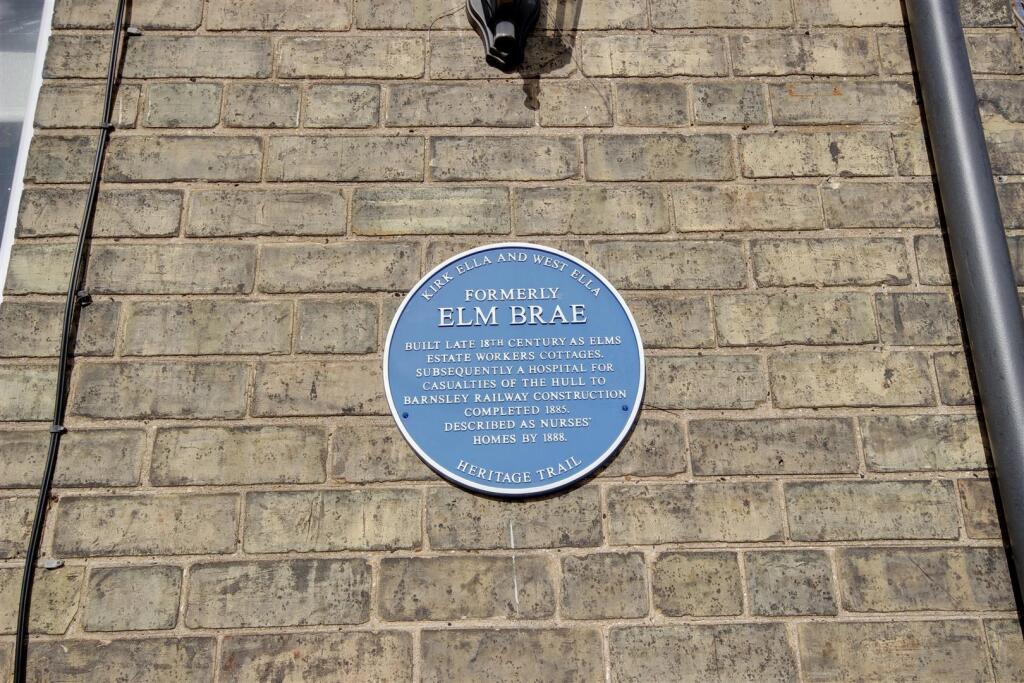 KIRK ELLA AND WEST ELLA
FORMERLY
ELM BRAE
BUILT LATE 18TH CENTURY AS ELMS
ESTATE WORKERS COTTAGES.
SUBSEQUENTLY A HOSPITAL FOR
CASUALTIES OF THE HULL TO
BARNSLEY RAILWAY CONSTRUCTION
COMPLETED 1885.
DESCRIBED AS NURSES'
HOMES BY 1888.
HERITAGE TRAIL